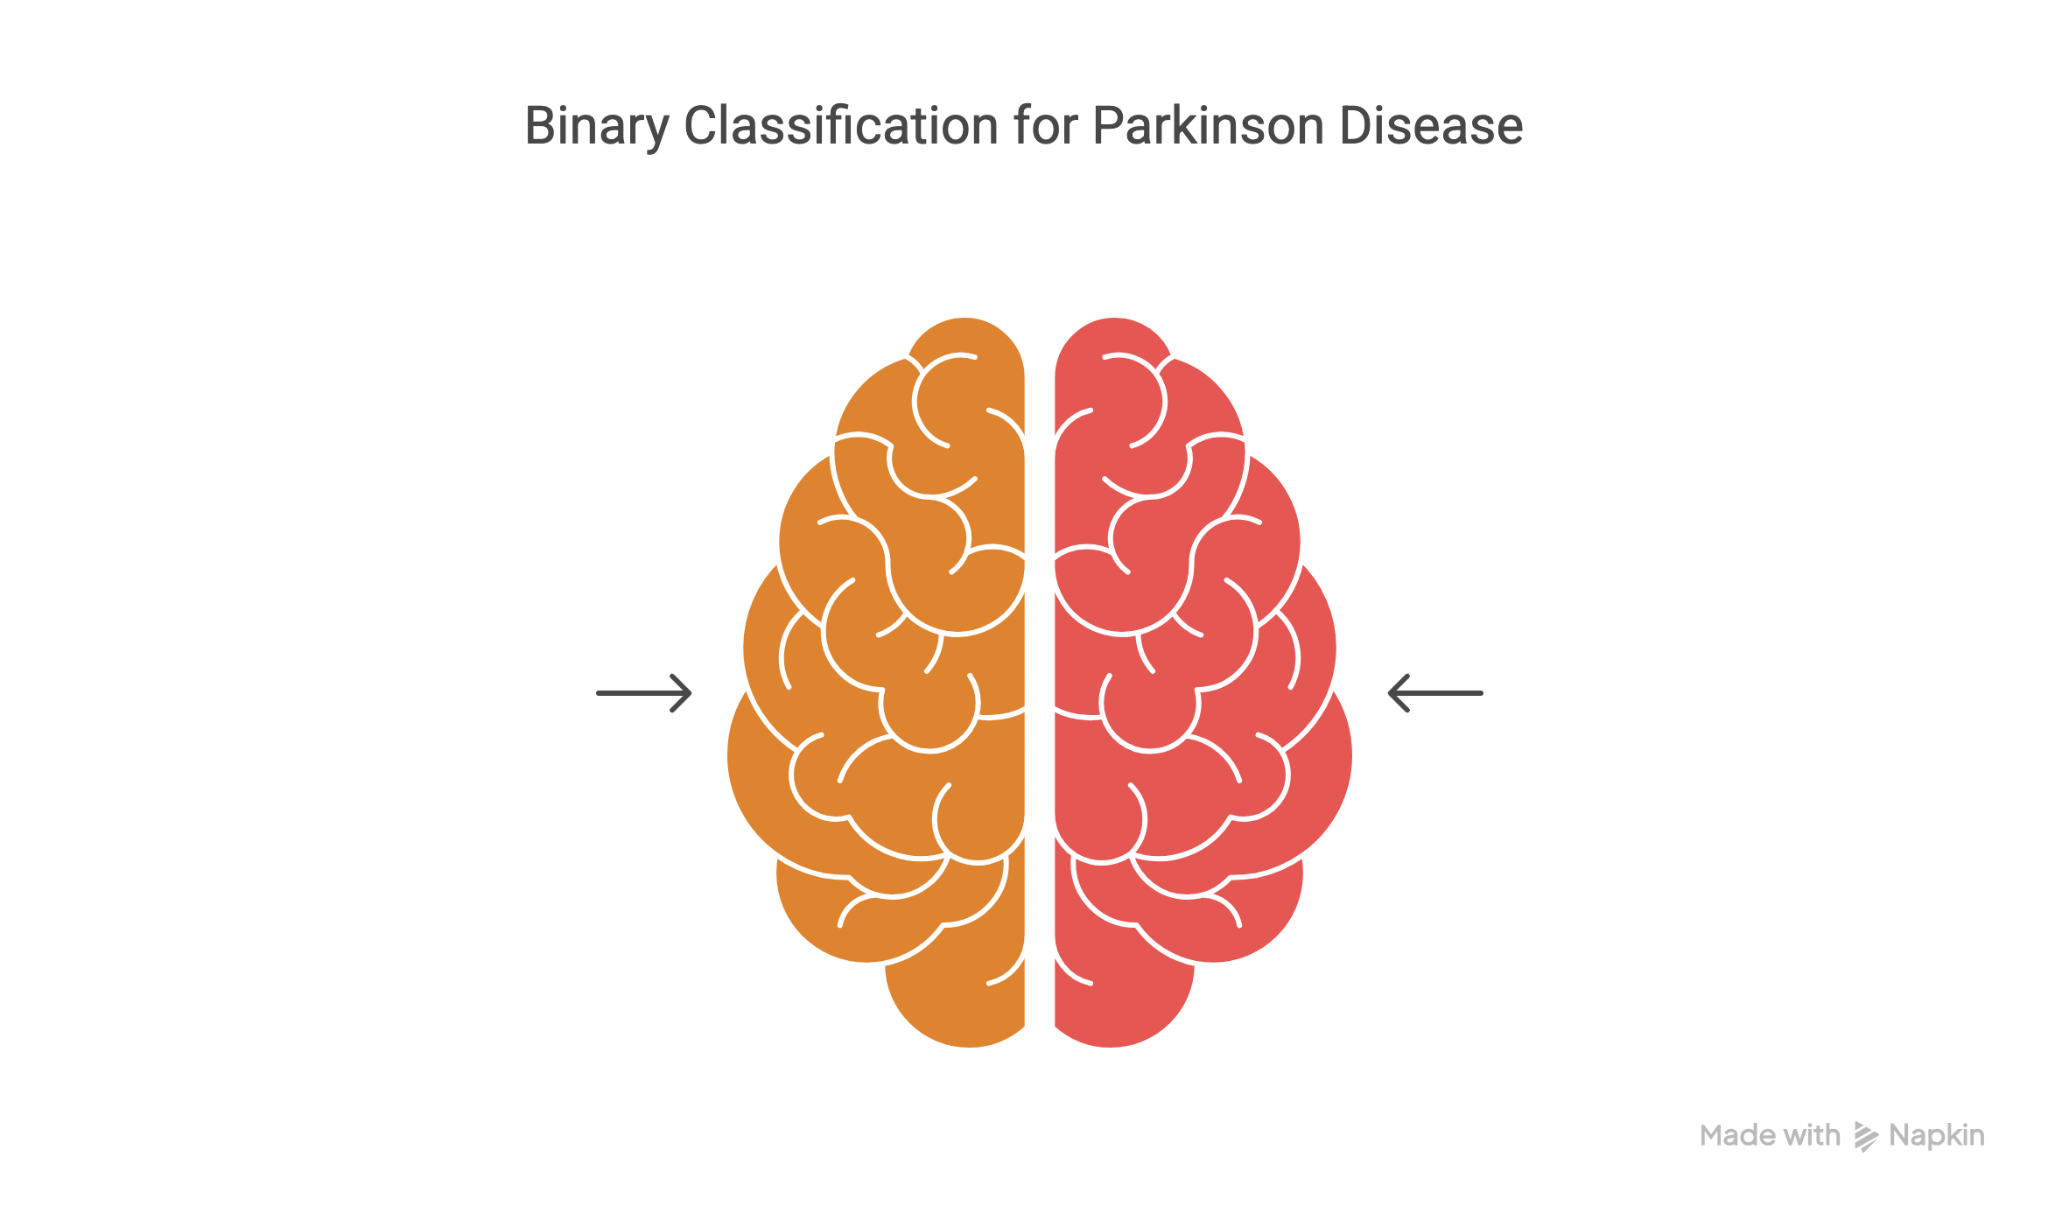 Binary Classification for Parkinson Disease
Made with Napkin